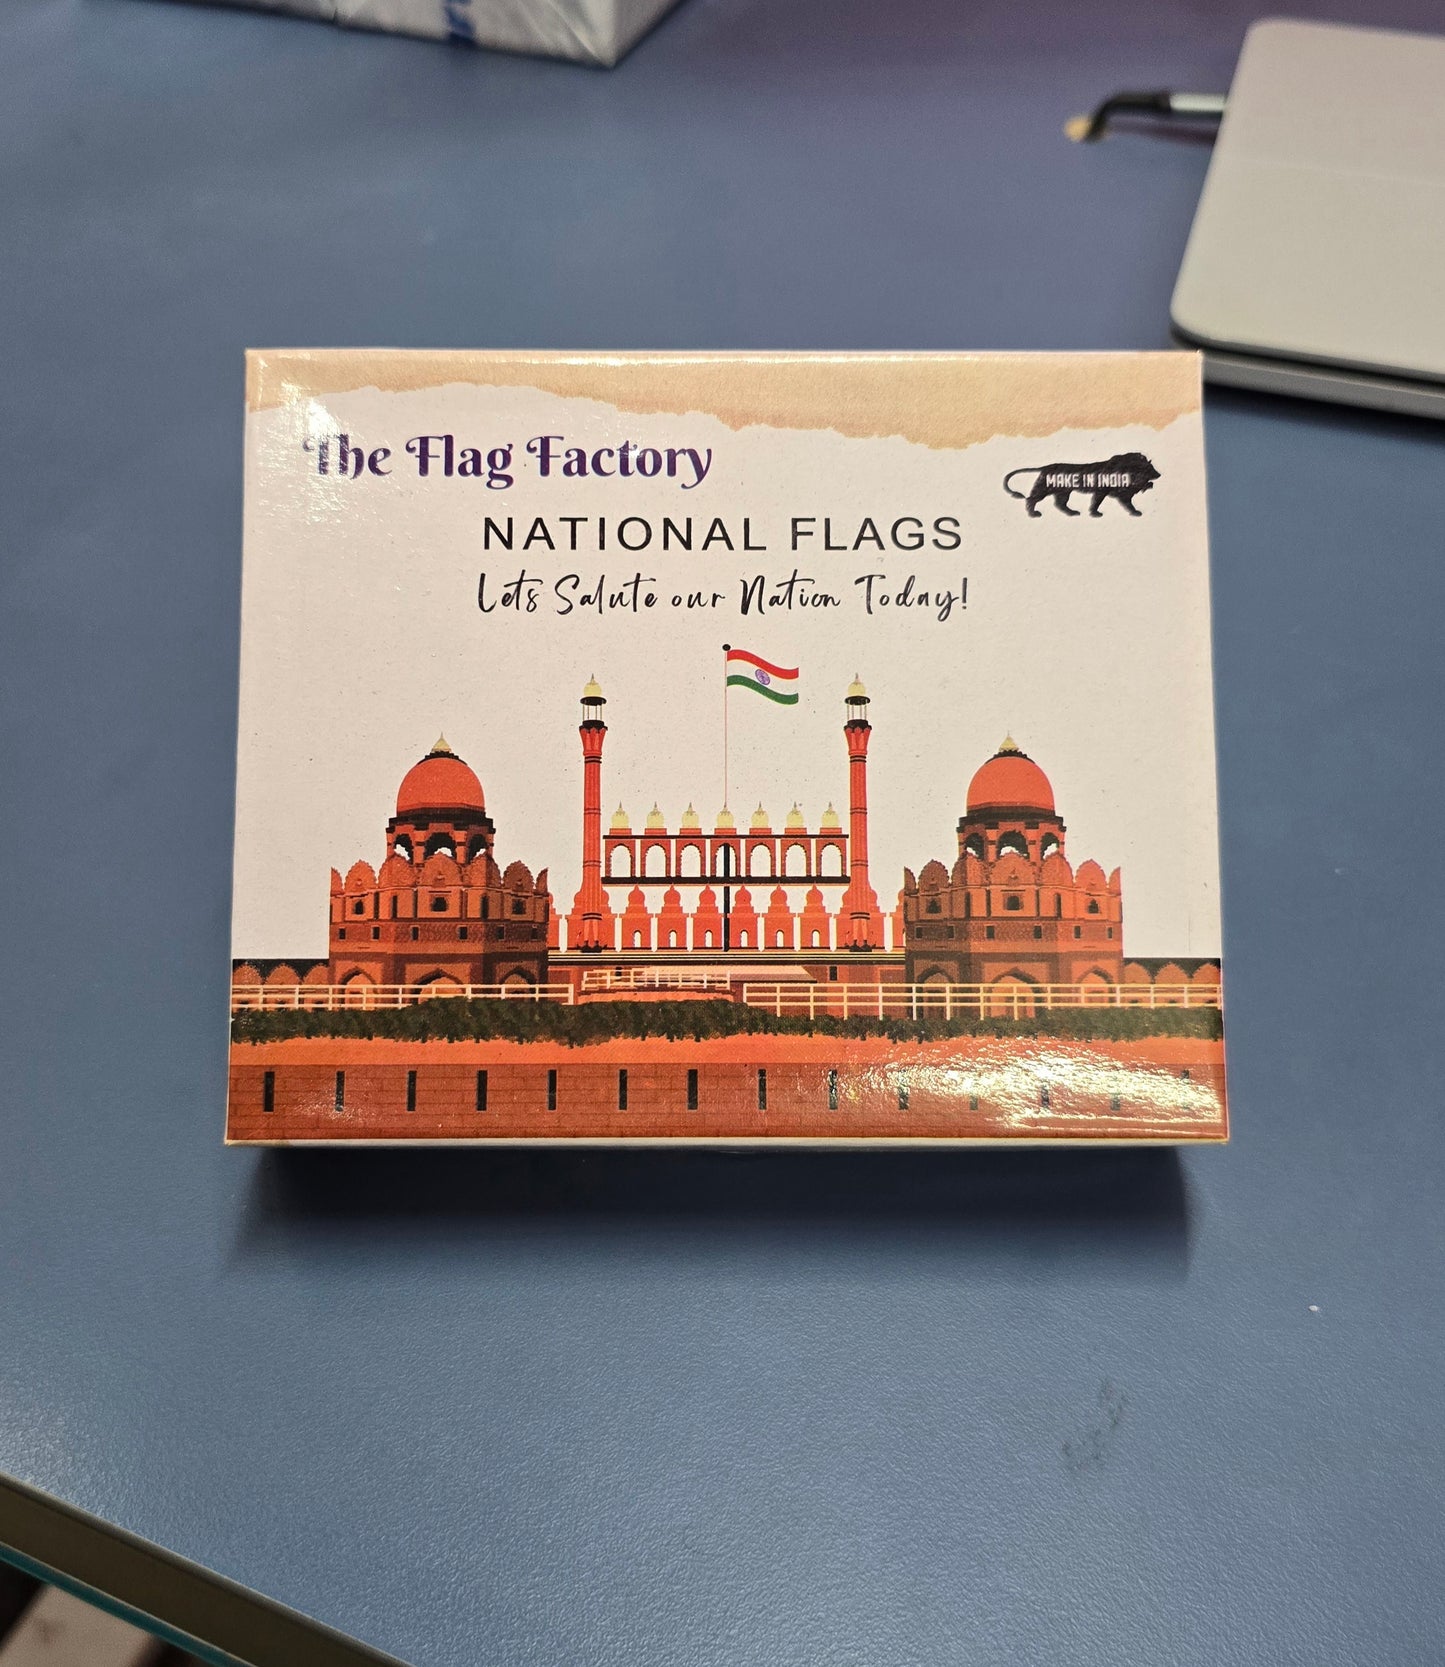 The Flag Factory
MAKE IN INDIA
NATIONAL FLAGS
Lets Salute our Nation Today!